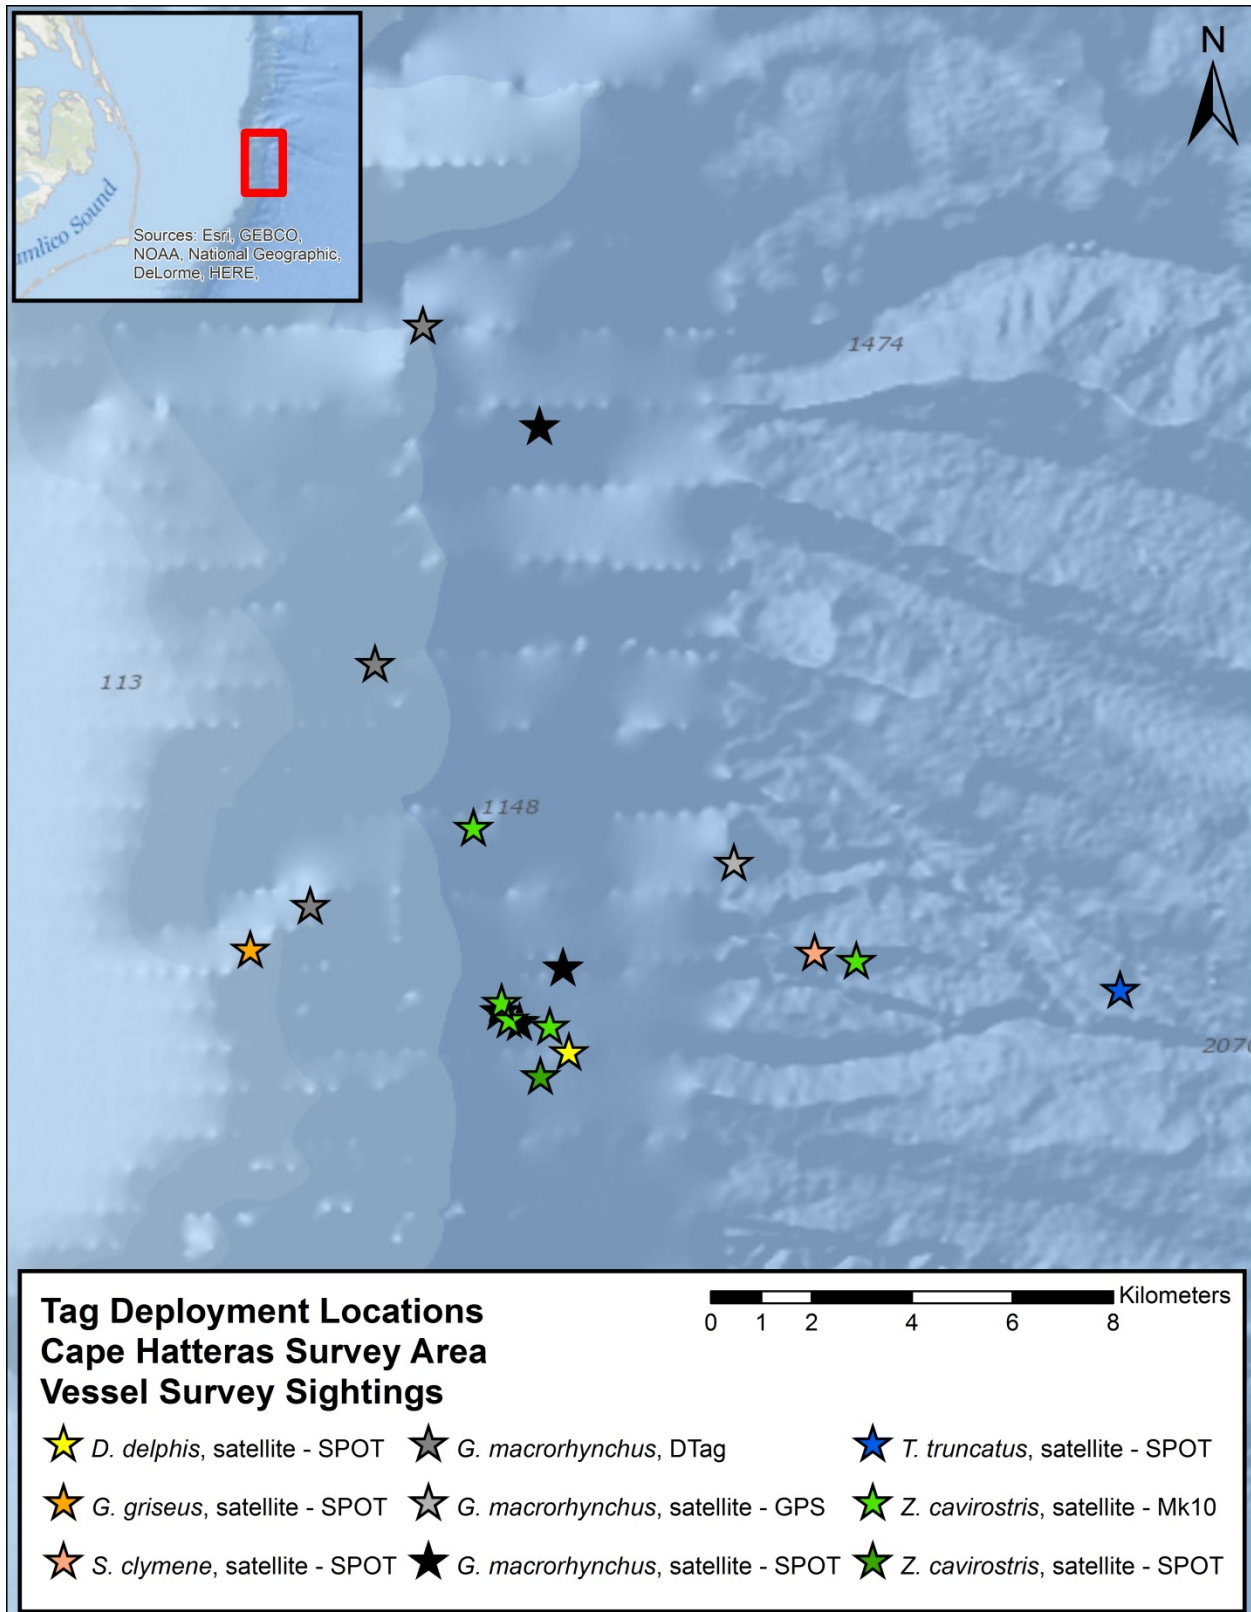 N
amlico Sound
Sources: Esri, GEBCO,
NOAA, National Geographic,
DeLorme, HERE,
1474
113
1148
2070
Tag Deployment Locations
Cape Hatteras Survey Area
Vessel Survey Sightings
Kilometers
0 1 2 4 6 8
D. delphis, satellite - SPOT
G. griseus, satellite - SPOT
S. clymene, satellite - SPOT
G. macrorhynchus, DTag
G. macrorhynchus, satellite - GPS
G. macrorhynchus, satellite - SPOT
T. truncatus, satellite - SPOT
Z. cavirostris, satellite - Mk10
Z. cavirostris, satellite - SPOT